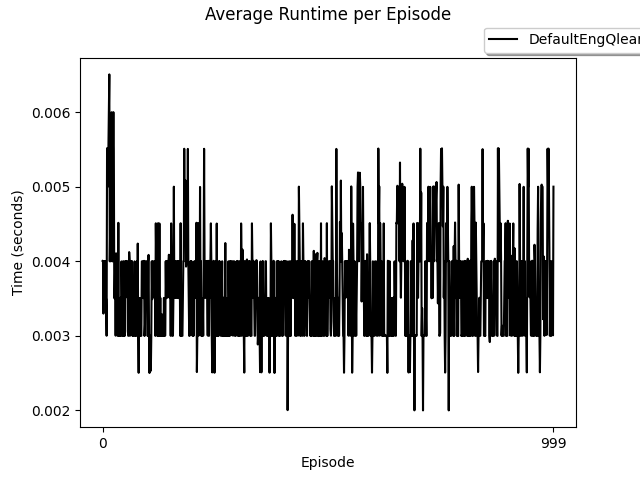 Average Runtime per Episode
DefaultEngQlear
0.006
0.005
0.004
0.003
0.002
Time (seconds)
0
999
Episode